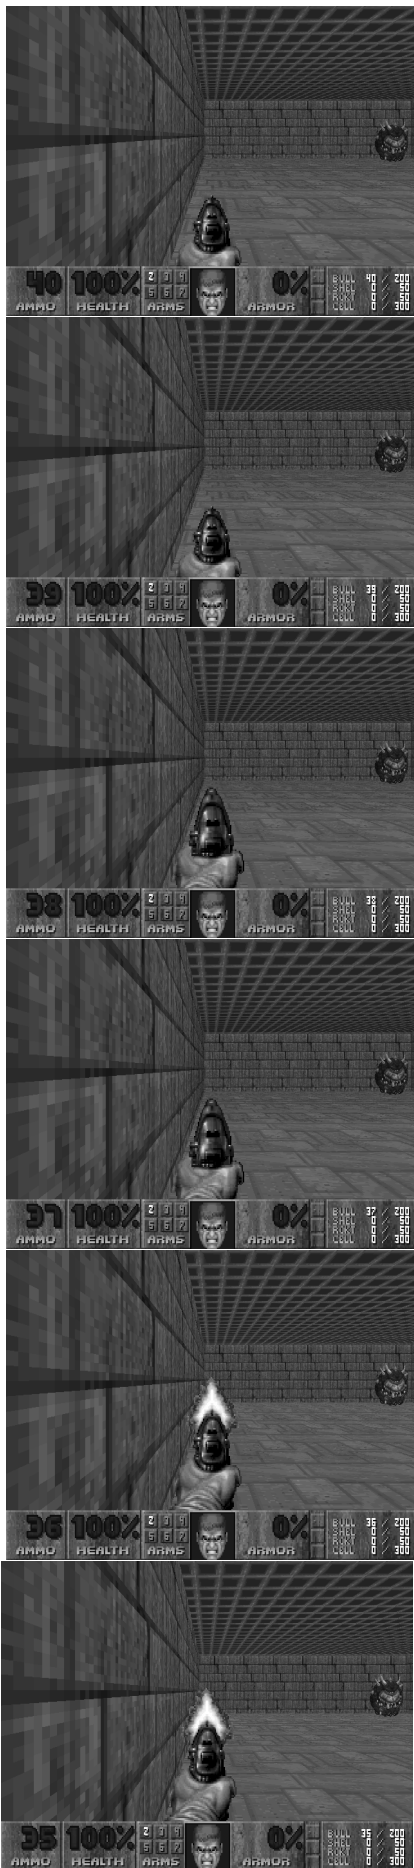 40 100% 2 3 4 0% BULL 40 / 200
5 6 7 SHEL 0 / 50
RCKT 0 / 50
AMMO HEALTH ARMS ARMOR CELL 0 / 300
39 100% 2 3 4 0% BULL 39 / 200
5 6 7 SHEL 0 / 50
RCKT 0 / 50
AMMO HEALTH ARMS ARMOR CELL 0 / 300
38 100% 2 3 4 0% BULL 38 / 200
5 6 7 SHEL 0 / 50
RCKT 0 / 50
AMMO HEALTH ARMS ARMOR CELL 0 / 300
37 100% 2 3 4 0% BULL 37 / 200
5 6 7 SHEL 0 / 50
RCKT 0 / 50
AMMO HEALTH ARMS ARMOR CELL 0 / 300
36 100% 2 3 4 0% BULL 36 / 200
5 6 7 SHEL 0 / 50
RCKT 0 / 50
AMMO HEALTH ARMS ARMOR CELL 0 / 300
35 100% 2 3 4 0% BULL 35 / 200
5 6 7 SHEL 0 / 50
RCKT 0 / 50
AMMO HEALTH ARMS ARMOR CELL 0 / 300